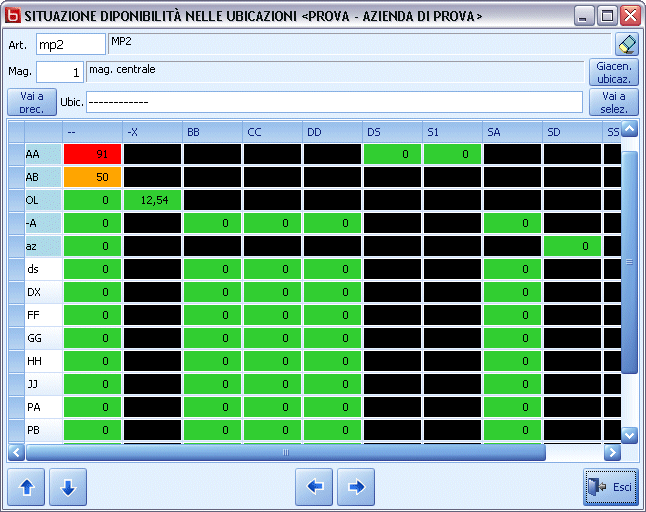 SITUAZIONE DIPONIBILITÀ NELLE UBICAZIONI <PROVA - AZIENDA DI PROVA>
Art. mp2 MP2
Mag. 1 mag. centrale Giacen. ubicaz.
Vai a prec. Ubic. ------------ Vai a selez.
-- -X BB CC DD DS S1 SA SD SS
AA 91 0 0
AB 50
OL 0 12,54
-A 0 0 0 0 0
az 0 0
ds 0 0 0 0 0
DX 0 0 0 0 0
FF 0 0 0 0 0
GG 0 0 0 0 0
HH 0 0 0 0 0
JJ 0 0 0 0 0
PA 0 0 0 0 0
PB 0 0 0 0 0
Esci